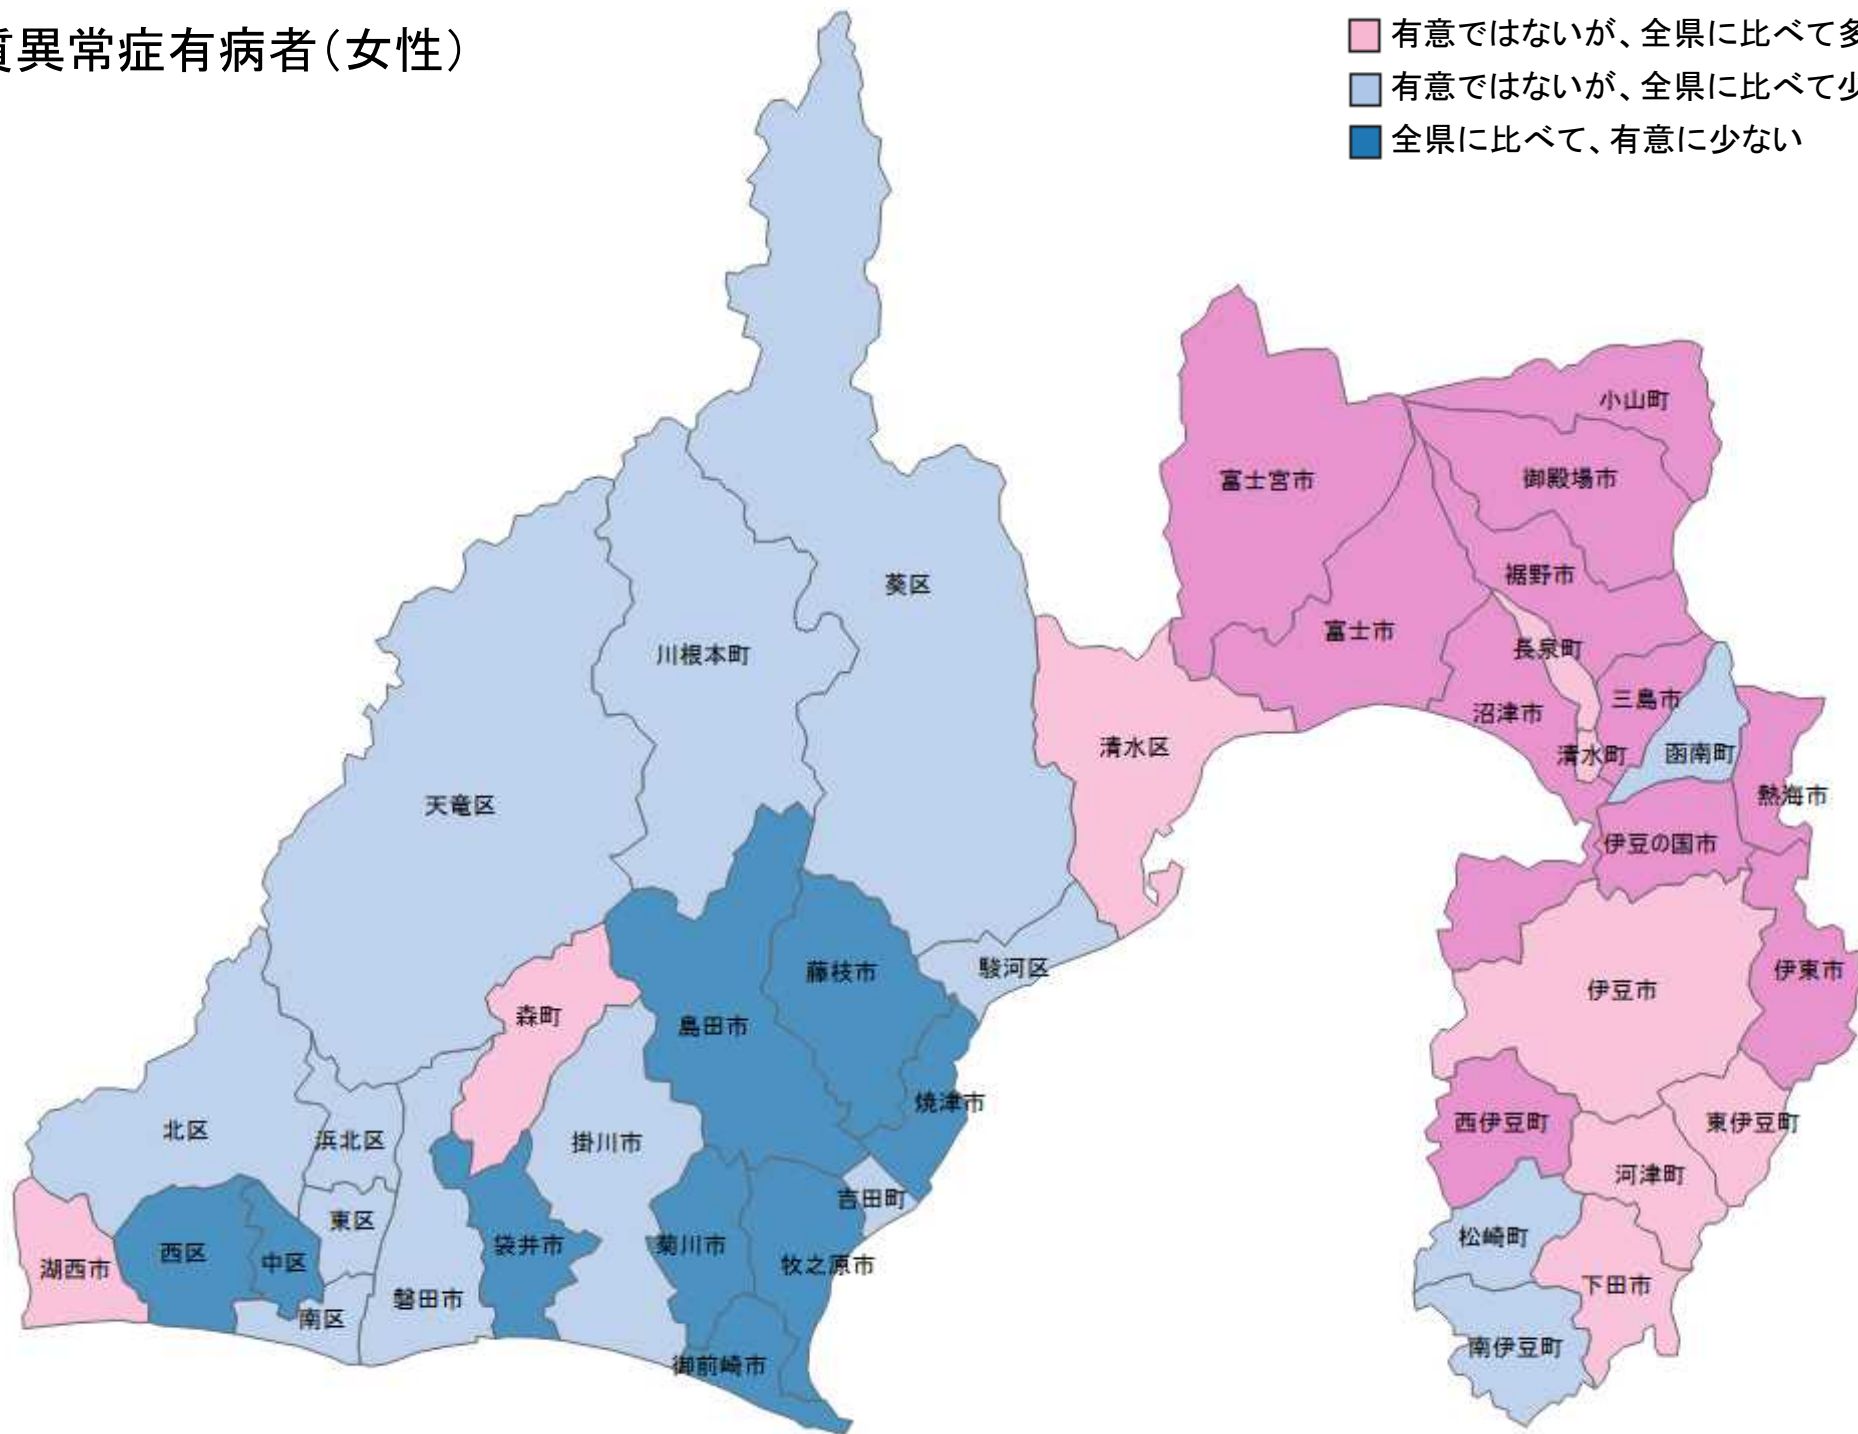 質異常症有病者（女性）
有意ではないが、全県に比べて多
有意ではないが、全県に比べて少
全県に比べて、有意に少ない
小山町
富士宮市
御殿場市
裾野市
葵区
富士市
長泉町
川根本町
三島市
沼津市
清水区
清水町
函南町
熱海市
天竜区
伊豆の国市
駿河区
藤枝市
伊東市
伊豆市
森町
島田市
焼津市
西伊豆町
東伊豆町
北区
浜北区
掛川市
河津町
吉田町
東区
松崎町
西区
中区
袋井市
菊川市
牧之原市
湖西市
下田市
磐田市
南区
南伊豆町
御前崎市